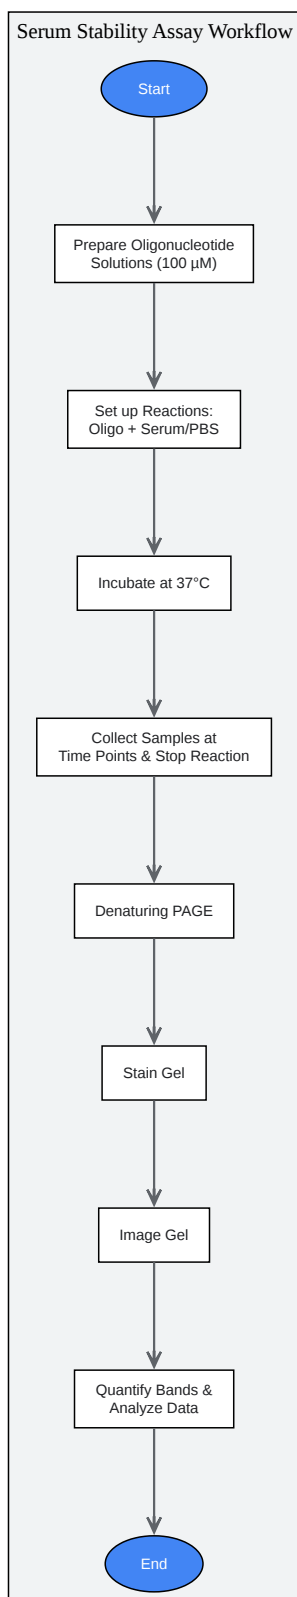 Serum Stability Assay Workflow
Start
Prepare Oligonucleotide
Solutions (100 µM)
Set up Reactions:
Oligo + Serum/PBS
Incubate at 37°C
Collect Samples at
Time Points & Stop Reaction
Denaturing PAGE
Stain Gel
Image Gel
Quantify Bands &
Analyze Data
End